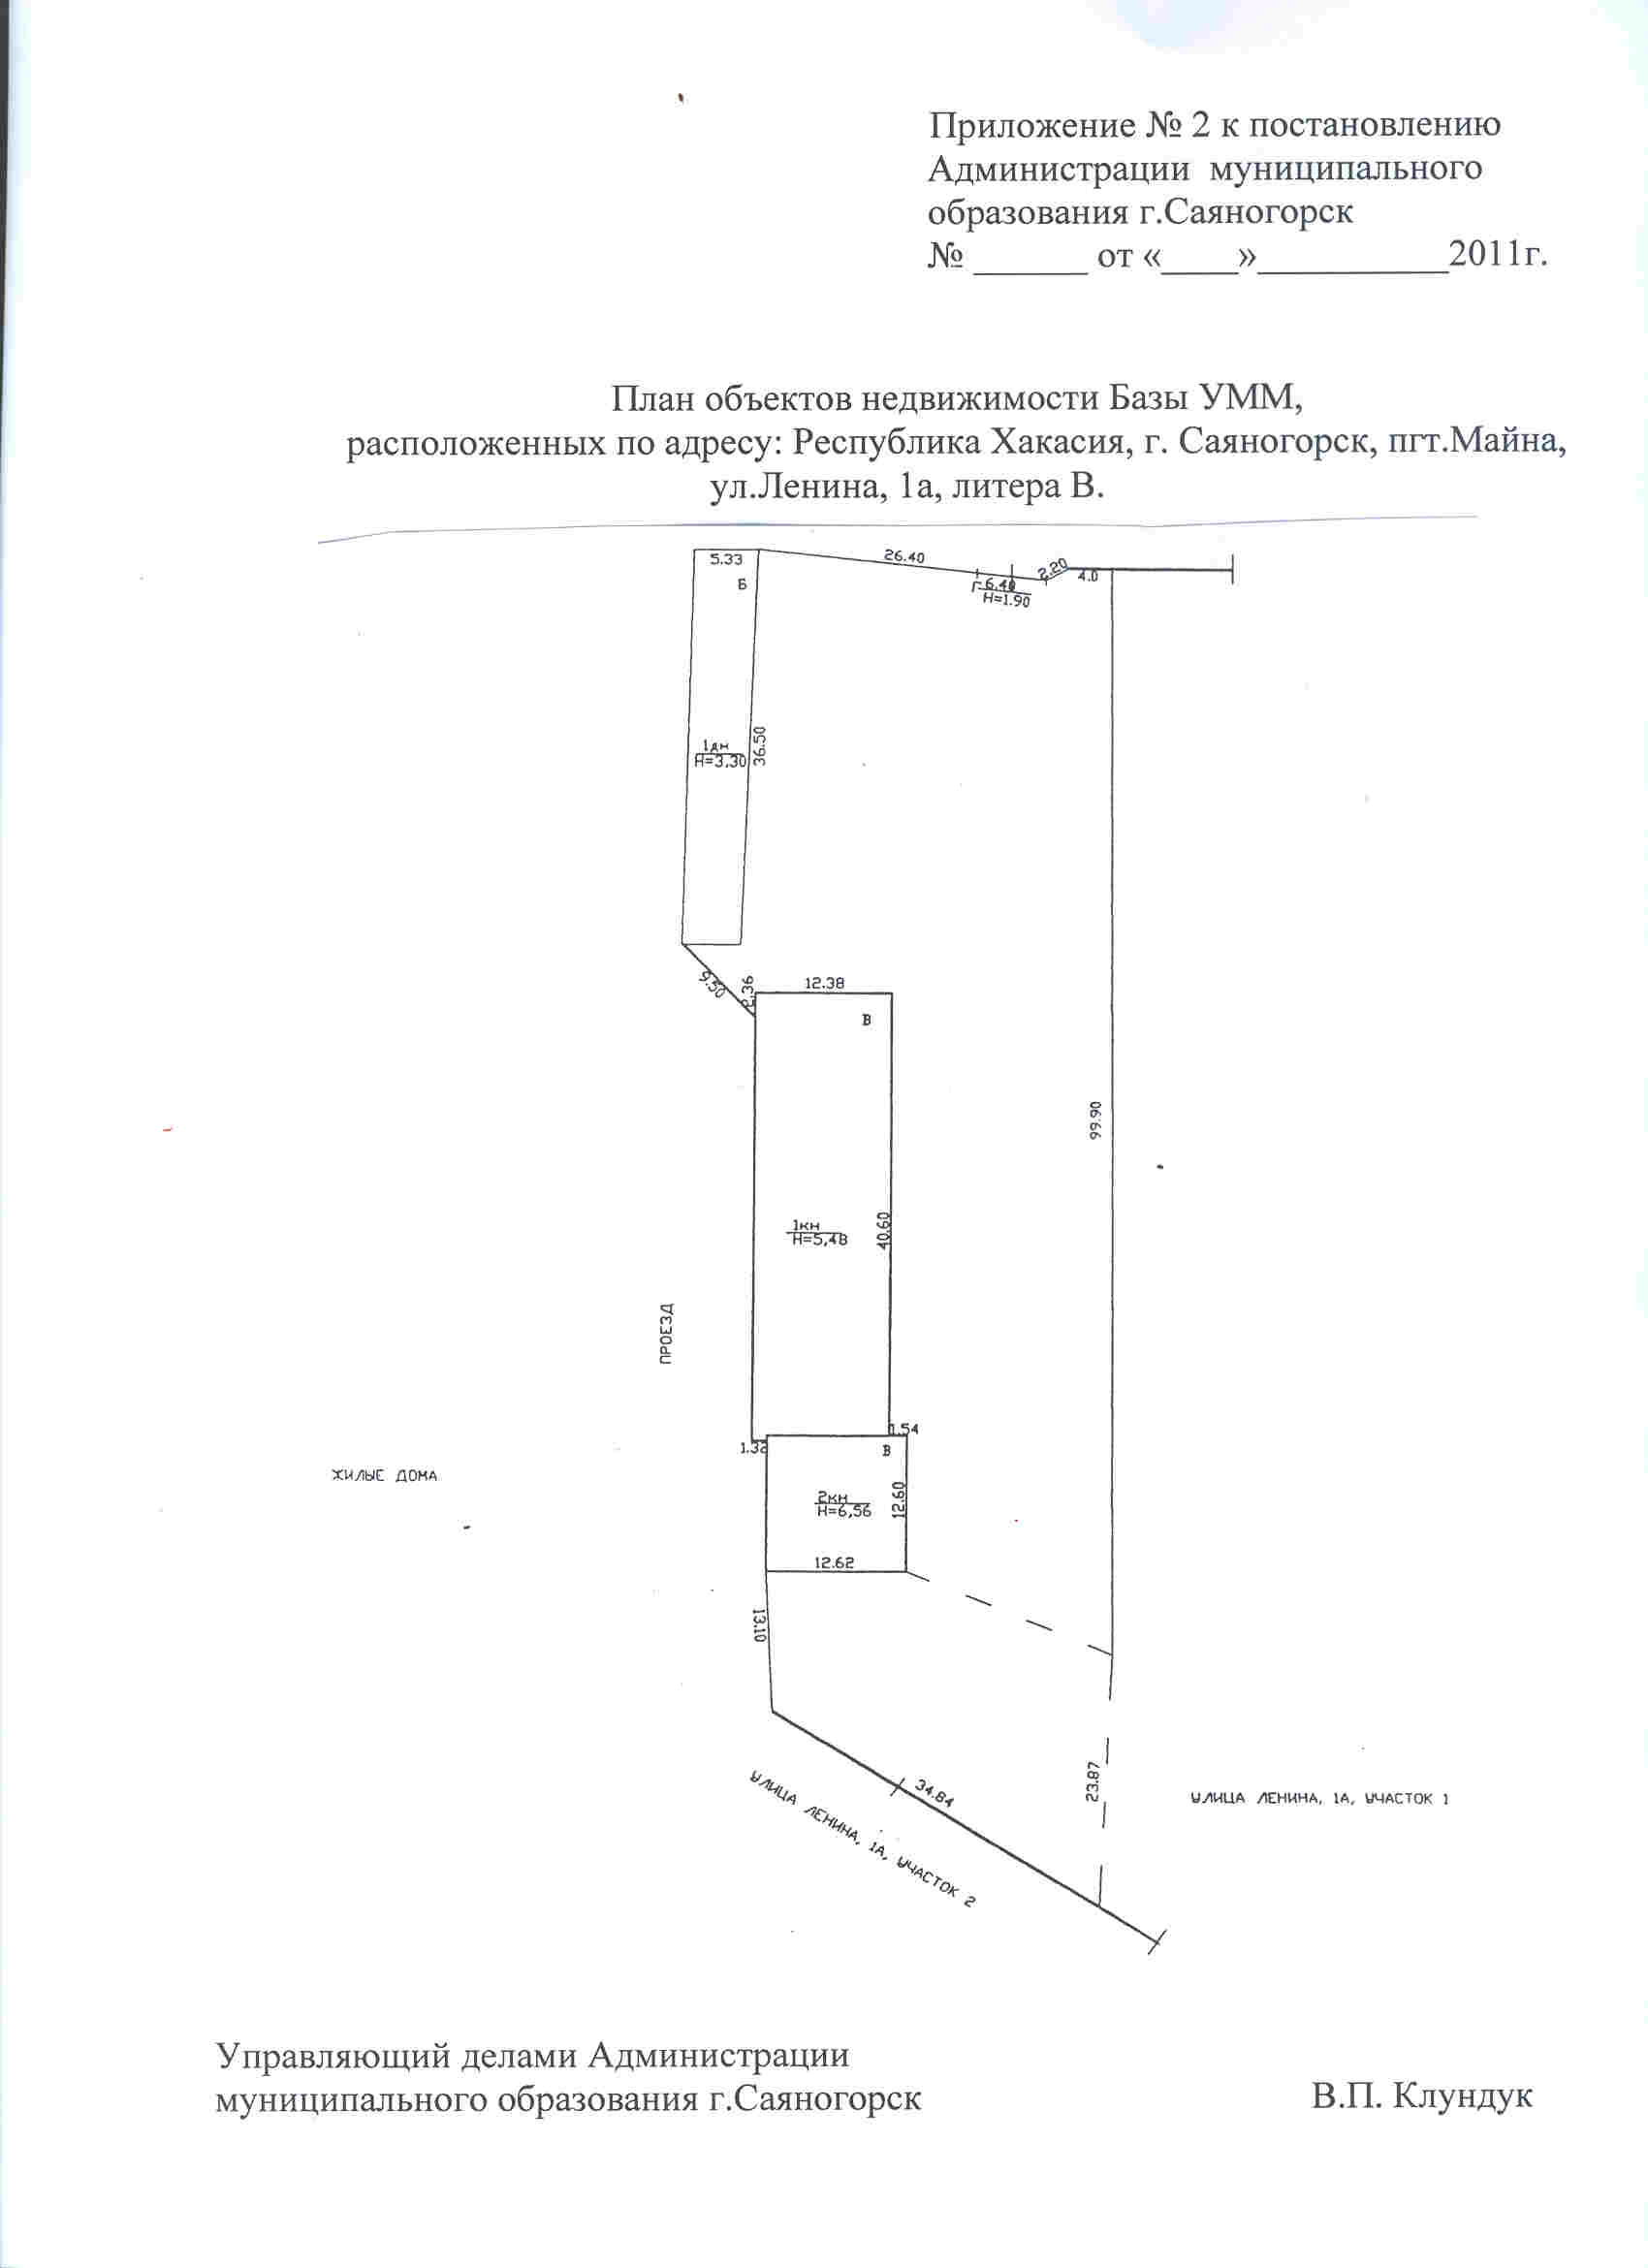 Приложение № 2 к постановлению
Администрации муниципального
образования г.Саяногорск
№ ______ от «____»__________2011г.
План объектов недвижимости Базы УММ,
расположенных по адресу: Республика Хакасия, г. Саяногорск, пгт.Майна,
ул.Ленина, 1а, литера В.
5.33
26.40
2.20
4.0
Б
Г-6.40
Н=1.90
1дн
Н=3.30
36.50
9.50
2.36
12.38
В
99.90
1кн
Н=5,48
40.60
ПРОЕЗД
1.54
1.32
В
ЖИЛЫЕ ДОМА
2кн
Н=6,56
12.60
12.62
13.10
34.84
23.87
УЛИЦА ЛЕНИНА, 1А, УЧАСТОК 1
УЛИЦА ЛЕНИНА, 1А, УЧАСТОК 2
Управляющий делами Администрации
муниципального образования г.Саяногорск
В.П. Клундук